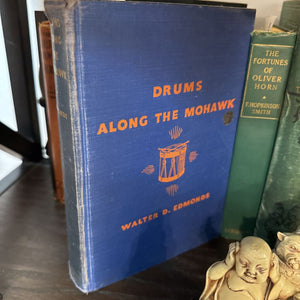 DRUMS
ALONG THE MOHAWK
WALTER D. EDMONDS
THE
FORTUNES
OF
OLIVER
HORN
F. HOPKINSON
SMITH